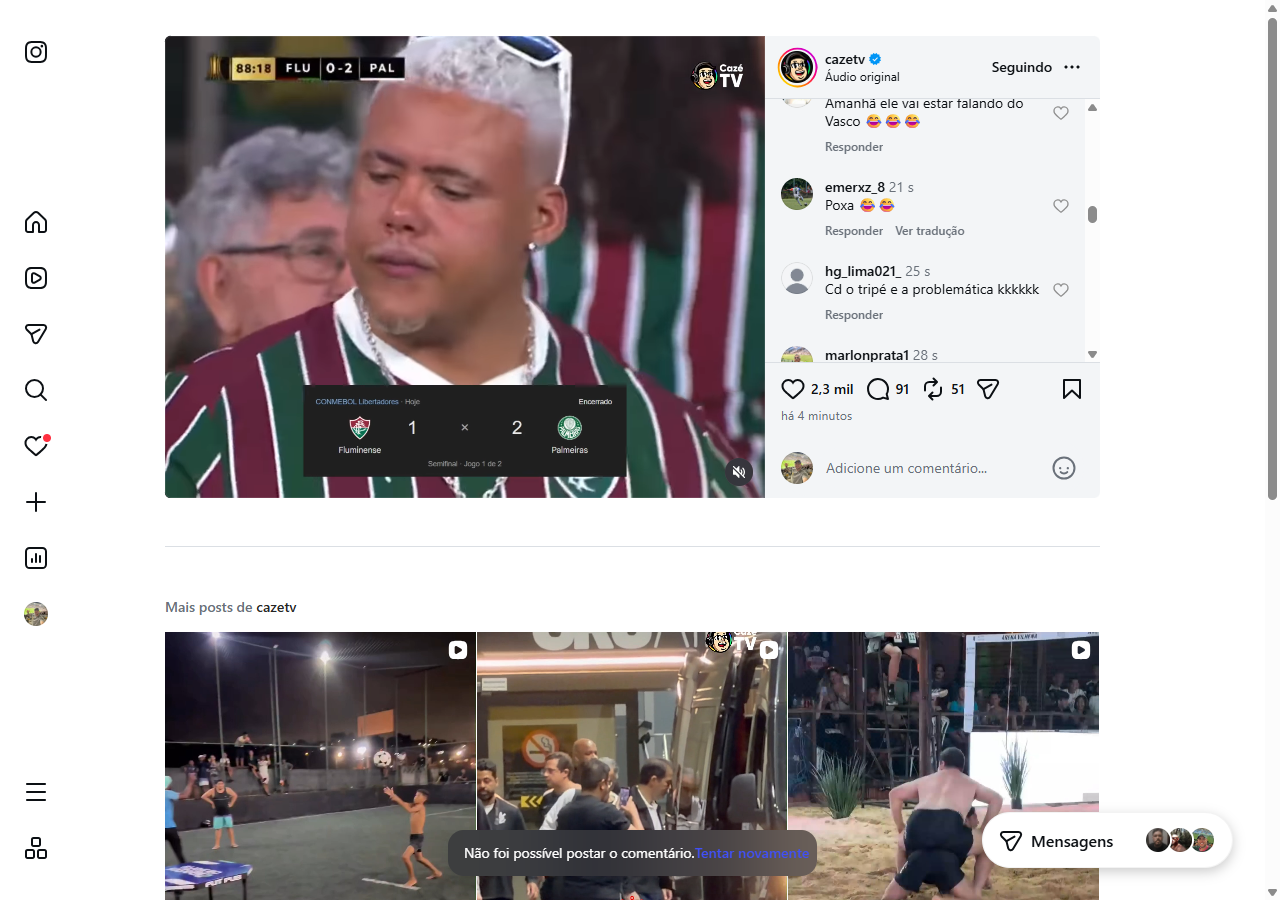 88:18 FLU 0-2 PAL
Cazé
TV
cazetv
Áudio original
Seguindo
Amanhã ele vai estar falando do
Vasco 😂😂😂
Responder
emerxz_8 21 s
Poxa 😂😂
Responder Ver tradução
hg_lima021_ 25 s
Cd o tripé e a problemática kkkkkk
Responder
marlonprata1 28 s
CONMEBOL Libertadores · Hoje
Encerrado
1 × 2
Fluminense
Palmeiras
Semifinal · Jogo 1 de 2
2,3 mil 91 51
há 4 minutos
Adicione um comentário...
Mais posts de cazetv
TV
ARENA VILHENA
Mensagens
Não foi possível postar o comentário. Tentar novamente